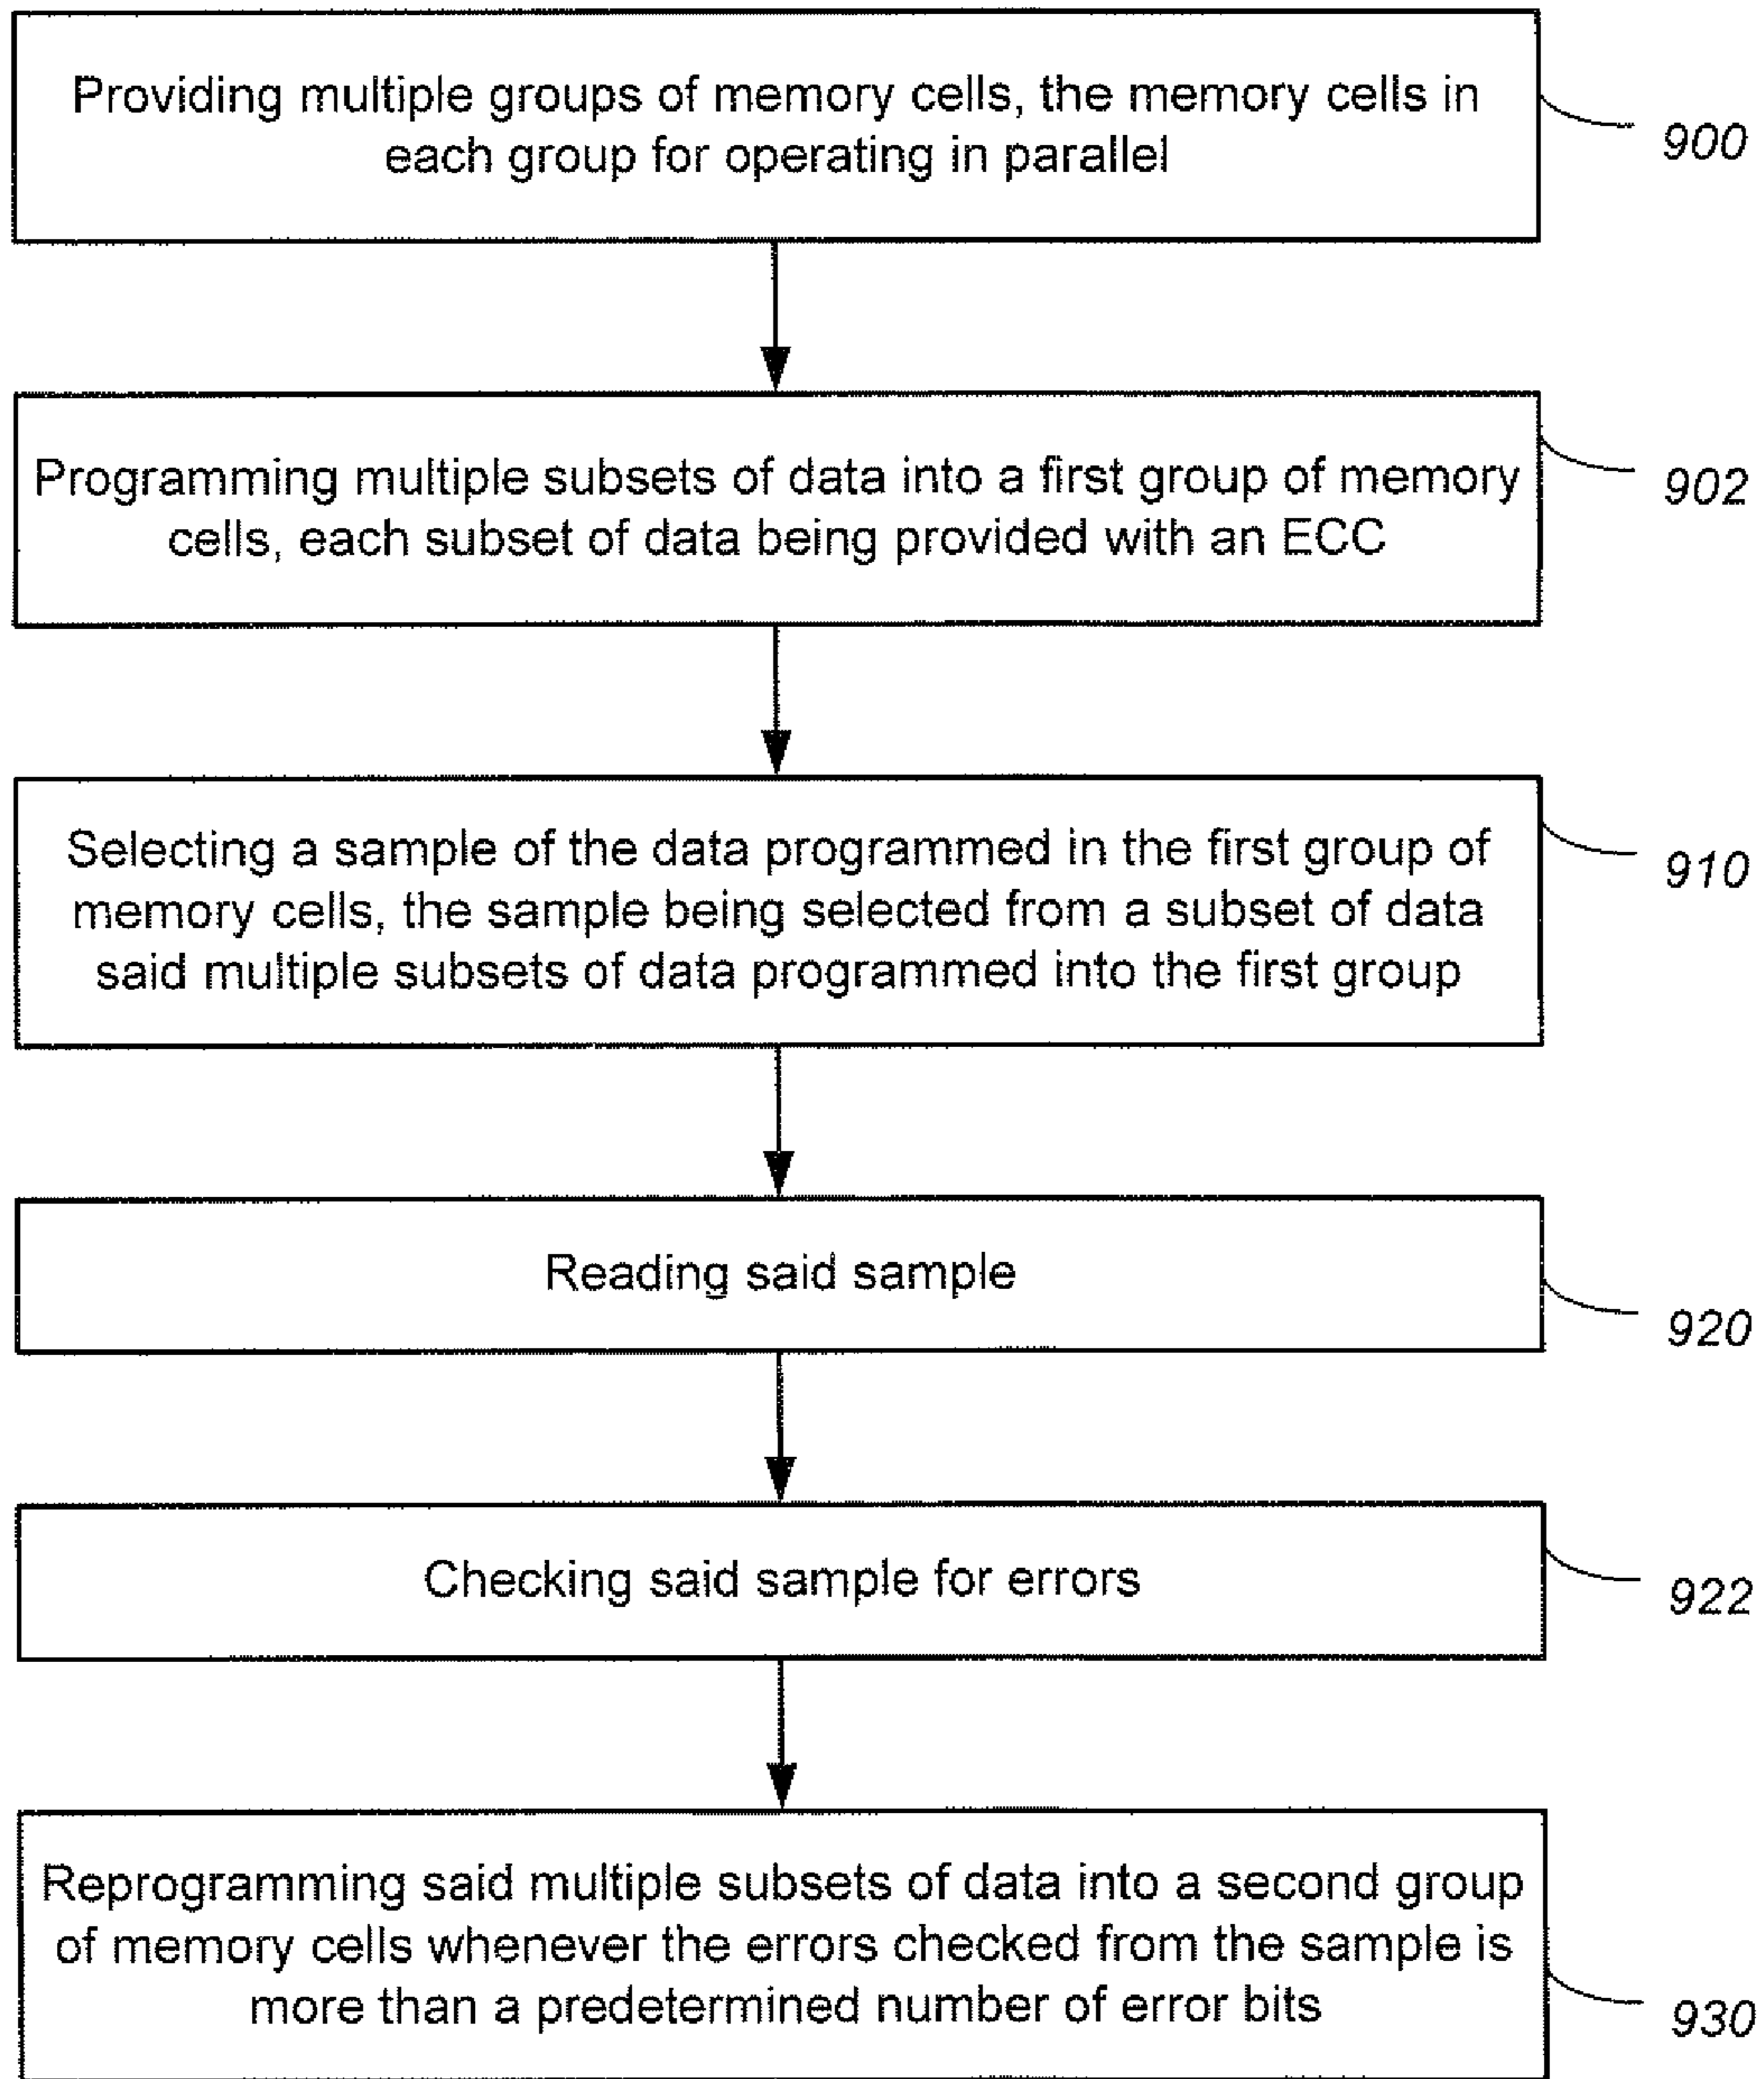 Providing multiple groups of memory cells, the memory cells in
each group for operating in parallel
900
Programming multiple subsets of data into a first group of memory
cells, each subset of data being provided with an ECC
902
Selecting a sample of the data programmed in the first group of
memory cells, the sample being selected from a subset of data
said multiple subsets of data programmed into the first group
910
Reading said sample
920
Checking said sample for errors
922
Reprogramming said multiple subsets of data into a second group
of memory cells whenever the errors checked from the sample is
more than a predetermined number of error bits
930